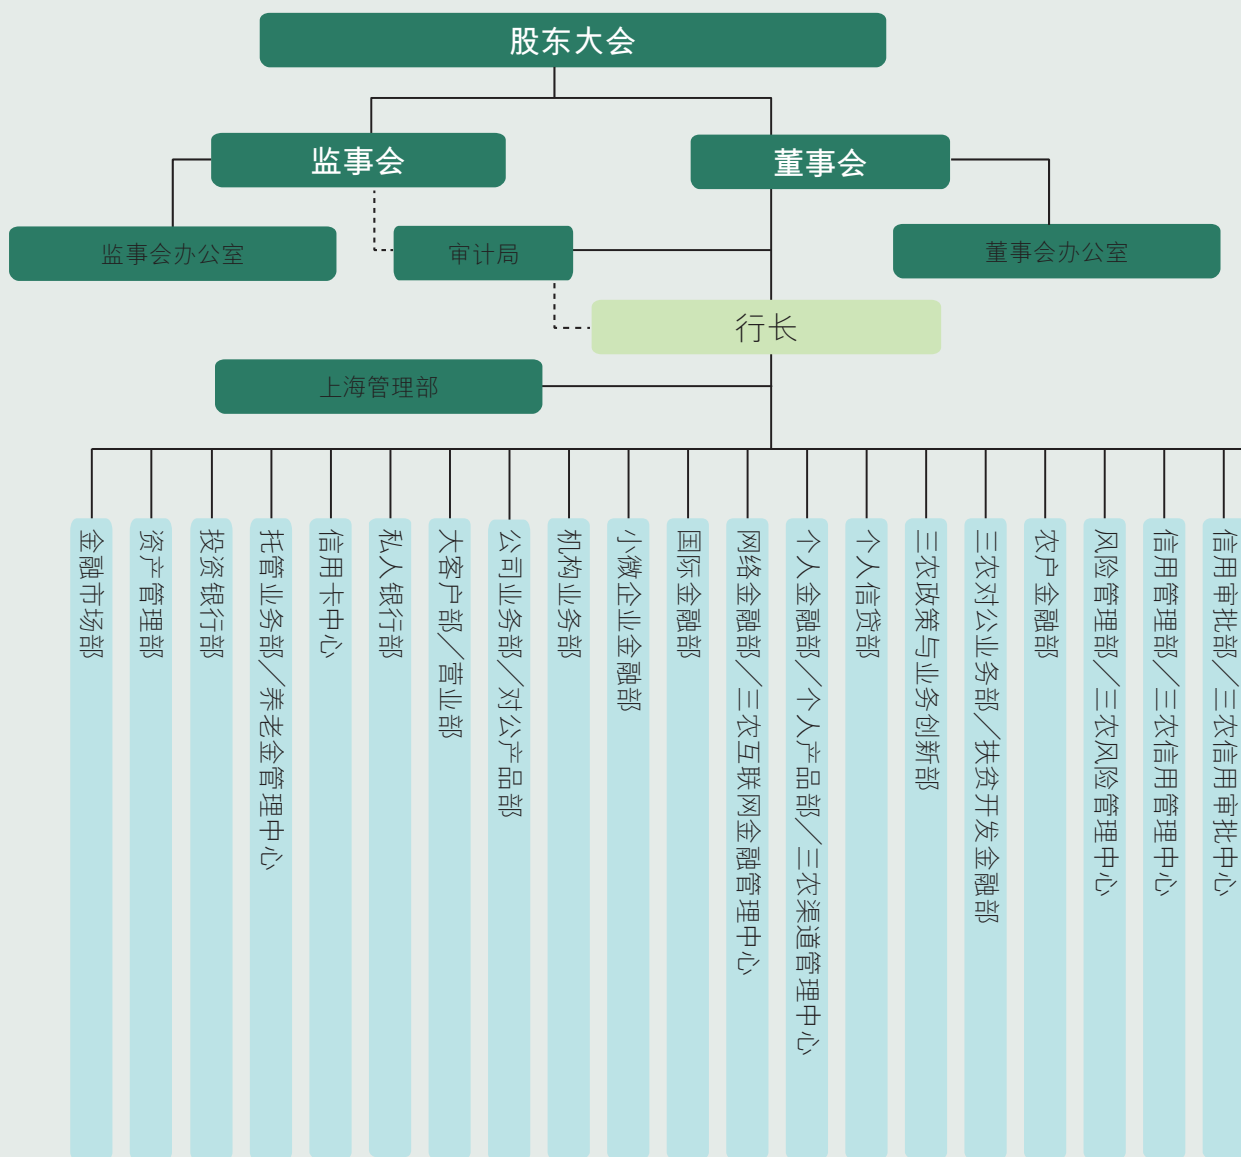 股东大会
监事会
董事会
监事会办公室
审计局
董事会办公室
行长
上海管理部
金融市场部
资产管理部
投资银行部
托管业务部／养老金管理中心
信用卡中心
私人银行部
大客户部／营业部
公司业务部／对公产品部
机构业务部
小微企业金融部
国际金融部
网络金融部／三农互联网金融管理中心
个人金融部／个人产品部／三农渠道管理中心
个人信贷部
三农政策与业务创新部
三农对公业务部／扶贫开发金融部
农户金融部
风险管理部／三农风险管理中心
信用管理部／三农信用管理中心
信用审批部／三农信用审批中心